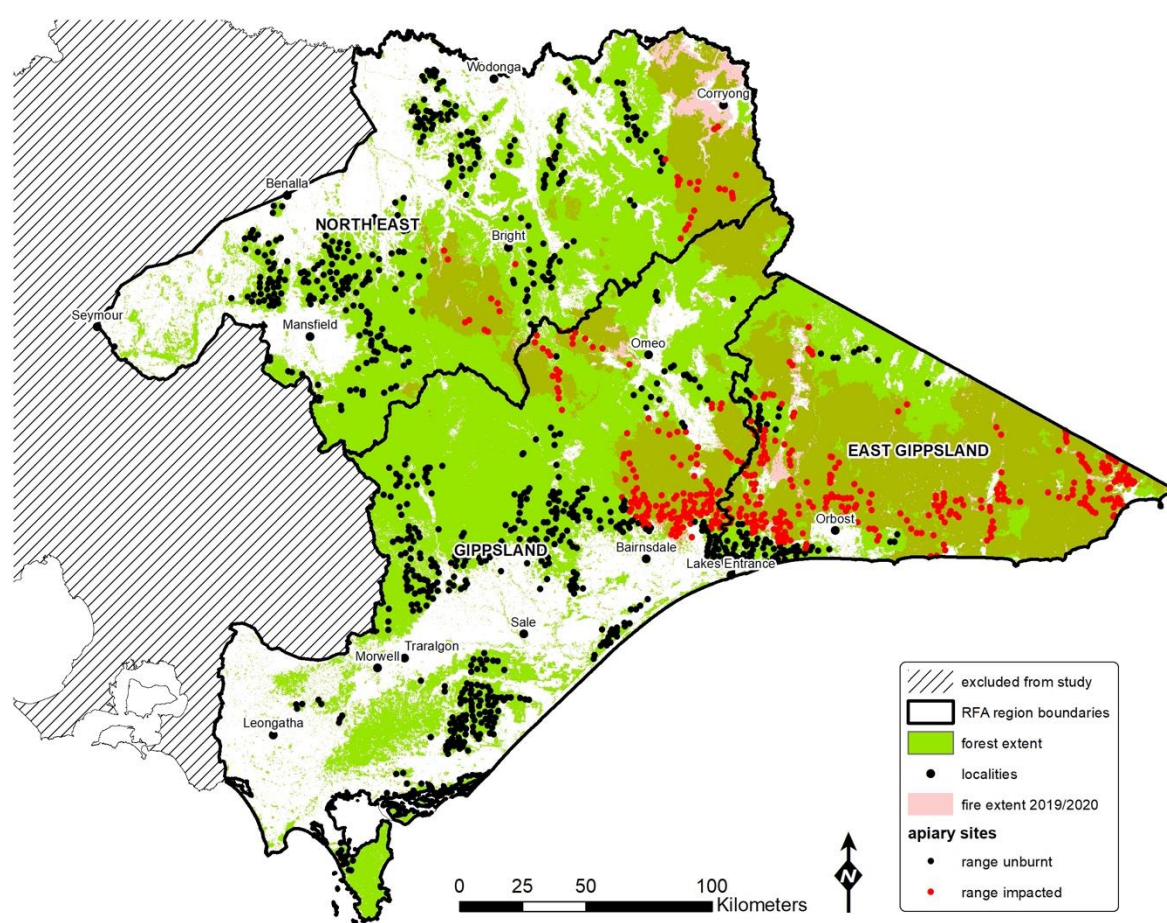 Wodonga
Corryong
Benalla
NORTH EAST
Bright
Seymour
Mansfield
Omeo
EAST GIPPSLAND
Orbost
GIPPSLAND
Bairnsdale
Lakes Entrance
Sale
Traralgon
Morwell
Leongatha
excluded from study
RFA region boundaries
forest extent
localities
fire extent 2019/2020
apiary sites
range unburnt
range impacted
N
0 25 50 100
Kilometers